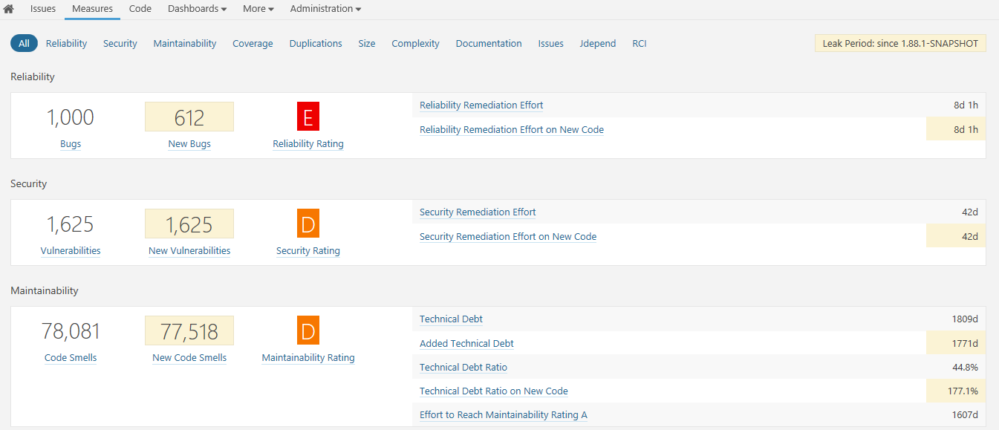 Issues Measures Code Dashboards More Administration
All Reliability Security Maintainability Coverage Duplications Size Complexity Documentation Issues Jdepend RCI Leak Period: since 1.88.1-SNAPSHOT
Reliability
1,000 612 E
Bugs New Bugs Reliability Rating
Reliability Remediation Effort 8d 1h
Reliability Remediation Effort on New Code 8d 1h
Security
1,625 1,625 D
Vulnerabilities New Vulnerabilities Security Rating
Security Remediation Effort 42d
Security Remediation Effort on New Code 42d
Maintainability
78,081 77,518 D
Code Smells New Code Smells Maintainability Rating
Technical Debt 1809d
Added Technical Debt 1771d
Technical Debt Ratio 44.8%
Technical Debt Ratio on New Code 177.1%
Effort to Reach Maintainability Rating A 1607d